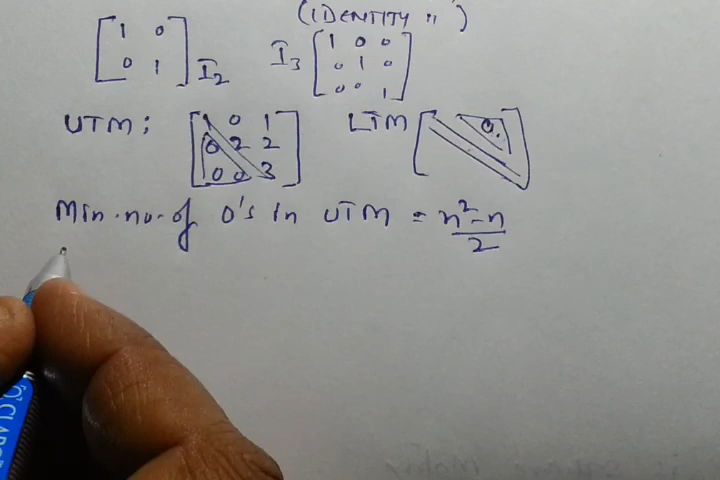 (IDENTITY ")
[1 0 0 1] I2 I3 [1 0 0 0 1 0 0 0 1]
UTM: [1 0 1 0 2 2 0 0 3] LTM [0]
Min. no. of 0's in UTM = n²-n/2